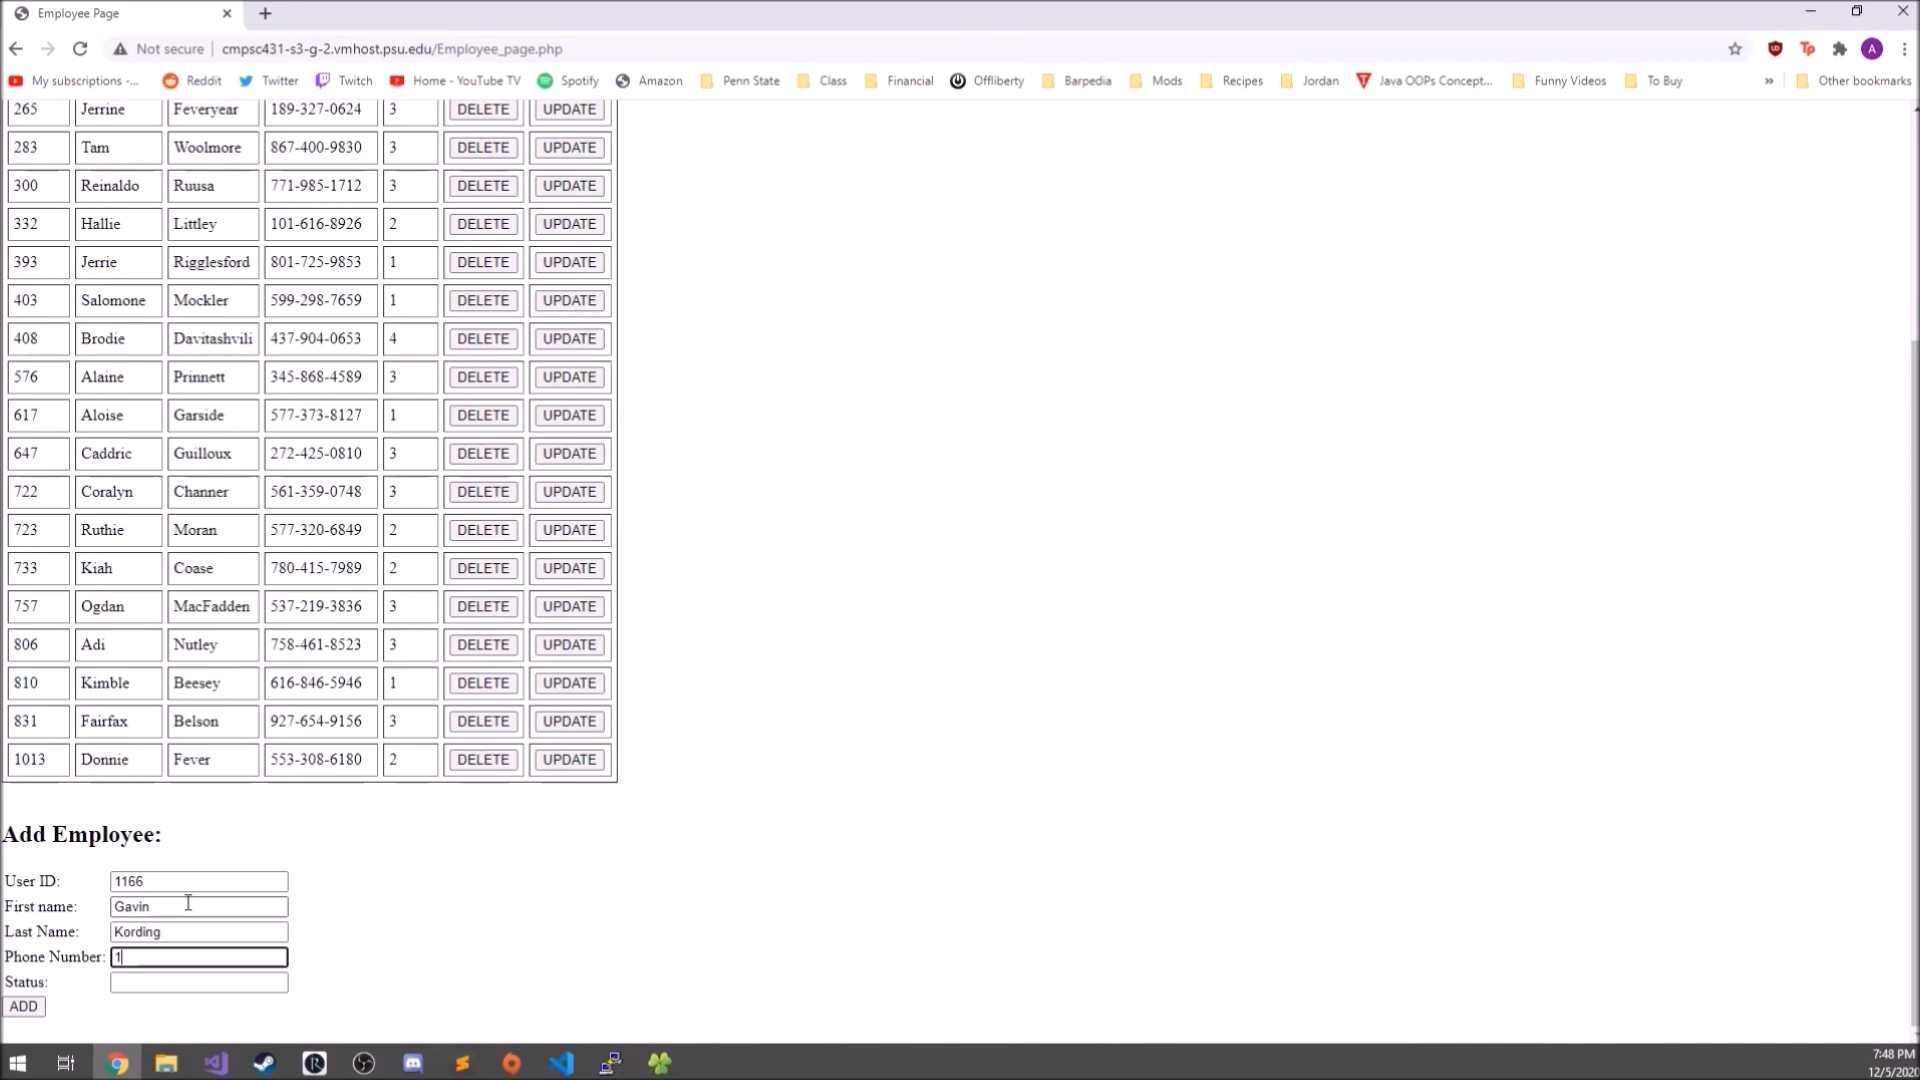 Employee Page
Not secure cmpsc431-s3-g-2.vmhost.psu.edu/Employee_page.php
My subscriptions -... Reddit Twitter Twitch Home - YouTube TV Spotify Amazon Penn State Class Financial Offliberty Barpedia Mods Recipes Jordan Java OOPs Concept... Funny Videos To Buy » Other bookmarks
265 Jerrine Feveryear 189-327-0624 3 DELETE UPDATE
283 Tam Woolmore 867-400-9830 3 DELETE UPDATE
300 Reinaldo Ruusa 771-985-1712 3 DELETE UPDATE
332 Hallie Littley 101-616-8926 2 DELETE UPDATE
393 Jerrie Rigglesford 801-725-9853 1 DELETE UPDATE
403 Salomone Mockler 599-298-7659 1 DELETE UPDATE
408 Brodie Davitashvili 437-904-0653 4 DELETE UPDATE
576 Alaine Prinnett 345-868-4589 3 DELETE UPDATE
617 Aloise Garside 577-373-8127 1 DELETE UPDATE
647 Caddric Guilloux 272-425-0810 3 DELETE UPDATE
722 Coralyn Channer 561-359-0748 3 DELETE UPDATE
723 Ruthie Moran 577-320-6849 2 DELETE UPDATE
733 Kiah Coase 780-415-7989 2 DELETE UPDATE
757 Ogdan MacFadden 537-219-3836 3 DELETE UPDATE
806 Adi Nutley 758-461-8523 3 DELETE UPDATE
810 Kimble Beesey 616-846-5946 1 DELETE UPDATE
831 Fairfax Belson 927-654-9156 3 DELETE UPDATE
1013 Donnie Fever 553-308-6180 2 DELETE UPDATE
Add Employee:
User ID: 1166
First name: Gavin
Last Name: Kording
Phone Number: 1
Status:
ADD
7:48 PM
12/5/2020